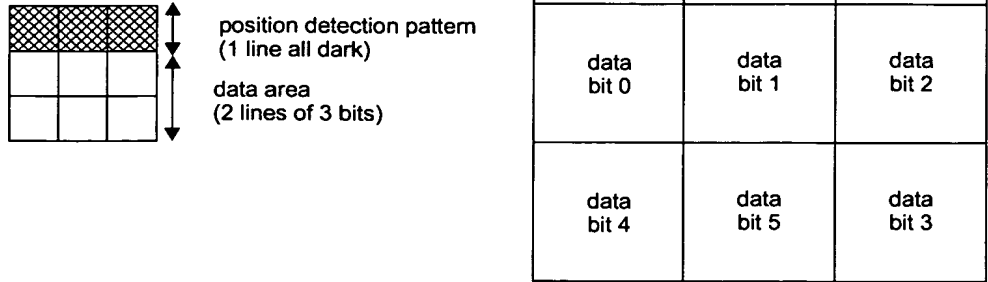 position detection pattern
(1 line all dark)
data area
(2 lines of 3 bits)
data
bit 0
data
bit 1
data
bit 2
data
bit 4
data
bit 5
data
bit 3